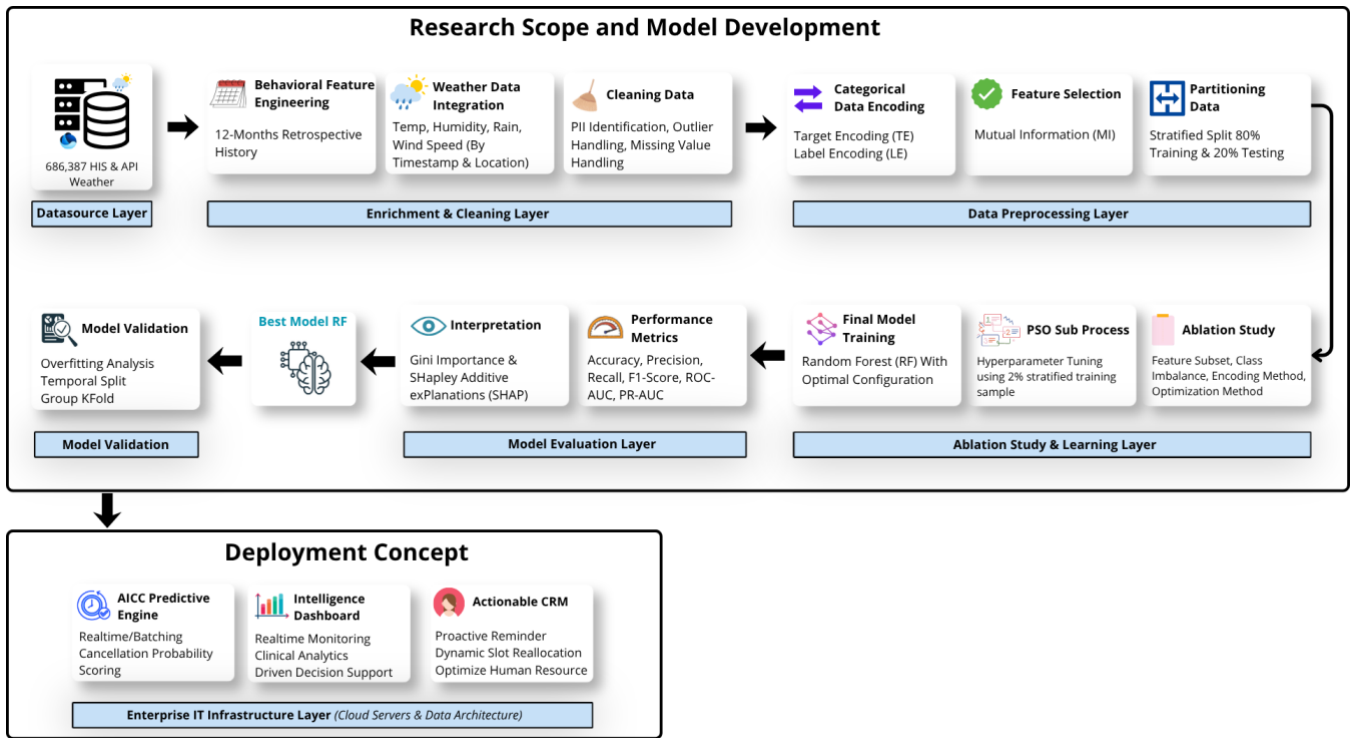 Research Scope and Model Development
686,387 HIS & API
Weather
Datasource Layer
Behavioral Feature
Engineering
12-Months Retrospective
History
Weather Data
Integration
Temp, Humidity, Rain,
Wind Speed (By
Timestamp & Location)
Cleaning Data
PII Identification, Outlier
Handling, Missing Value
Handling
Enrichment & Cleaning Layer
Categorical
Data Encoding
Target Encoding (TE)
Label Encoding (LE)
Feature Selection
Mutual Information (MI)
Partitioning
Data
Stratified Split 80%
Training & 20% Testing
Data Preprocessing Layer
Model Validation
Overfitting Analysis
Temporal Split
Group KFold
Model Validation
Best Model RF
Interpretation
Gini Importance &
SHapley Additive
exPlanations (SHAP)
Performance
Metrics
Accuracy, Precision,
Recall, F1-Score, ROC-
AUC, PR-AUC
Model Evaluation Layer
Final Model
Training
Random Forest (RF) With
Optimal Configuration
PSO Sub Process
Hyperparameter Tuning
using 2% stratified training
sample
Ablation Study
Feature Subset, Class
Imbalance, Encoding Method,
Optimization Method
Ablation Study & Learning Layer
Deployment Concept
AICC Predictive
Engine
Realtime/Batching
Cancellation Probability
Scoring
Intelligence
Dashboard
Realtime Monitoring
Clinical Analytics
Driven Decision Support
Actionable CRM
Proactive Reminder
Dynamic Slot Reallocation
Optimize Human Resource
Enterprise IT Infrastructure Layer (Cloud Servers & Data Architecture)